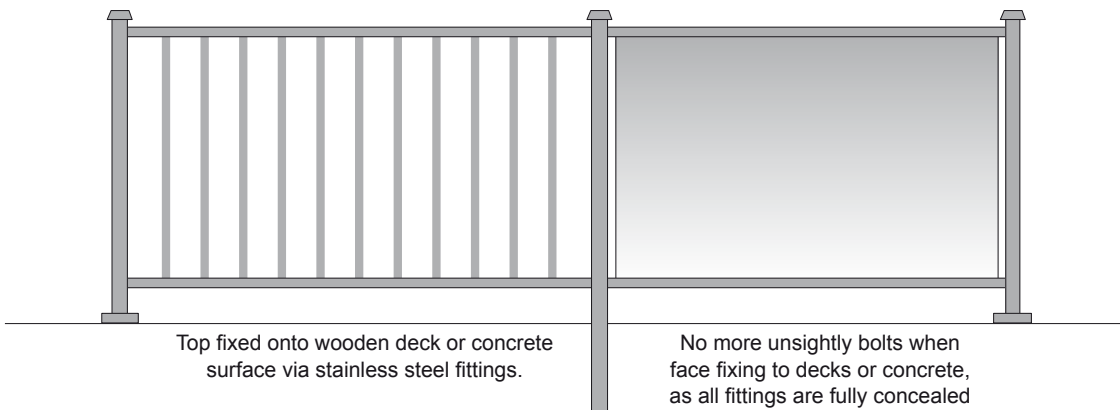 Top fixed onto wooden deck or concrete
surface via stainless steel fittings.
No more unsightly bolts when
face fixing to decks or concrete,
as all fittings are fully concealed